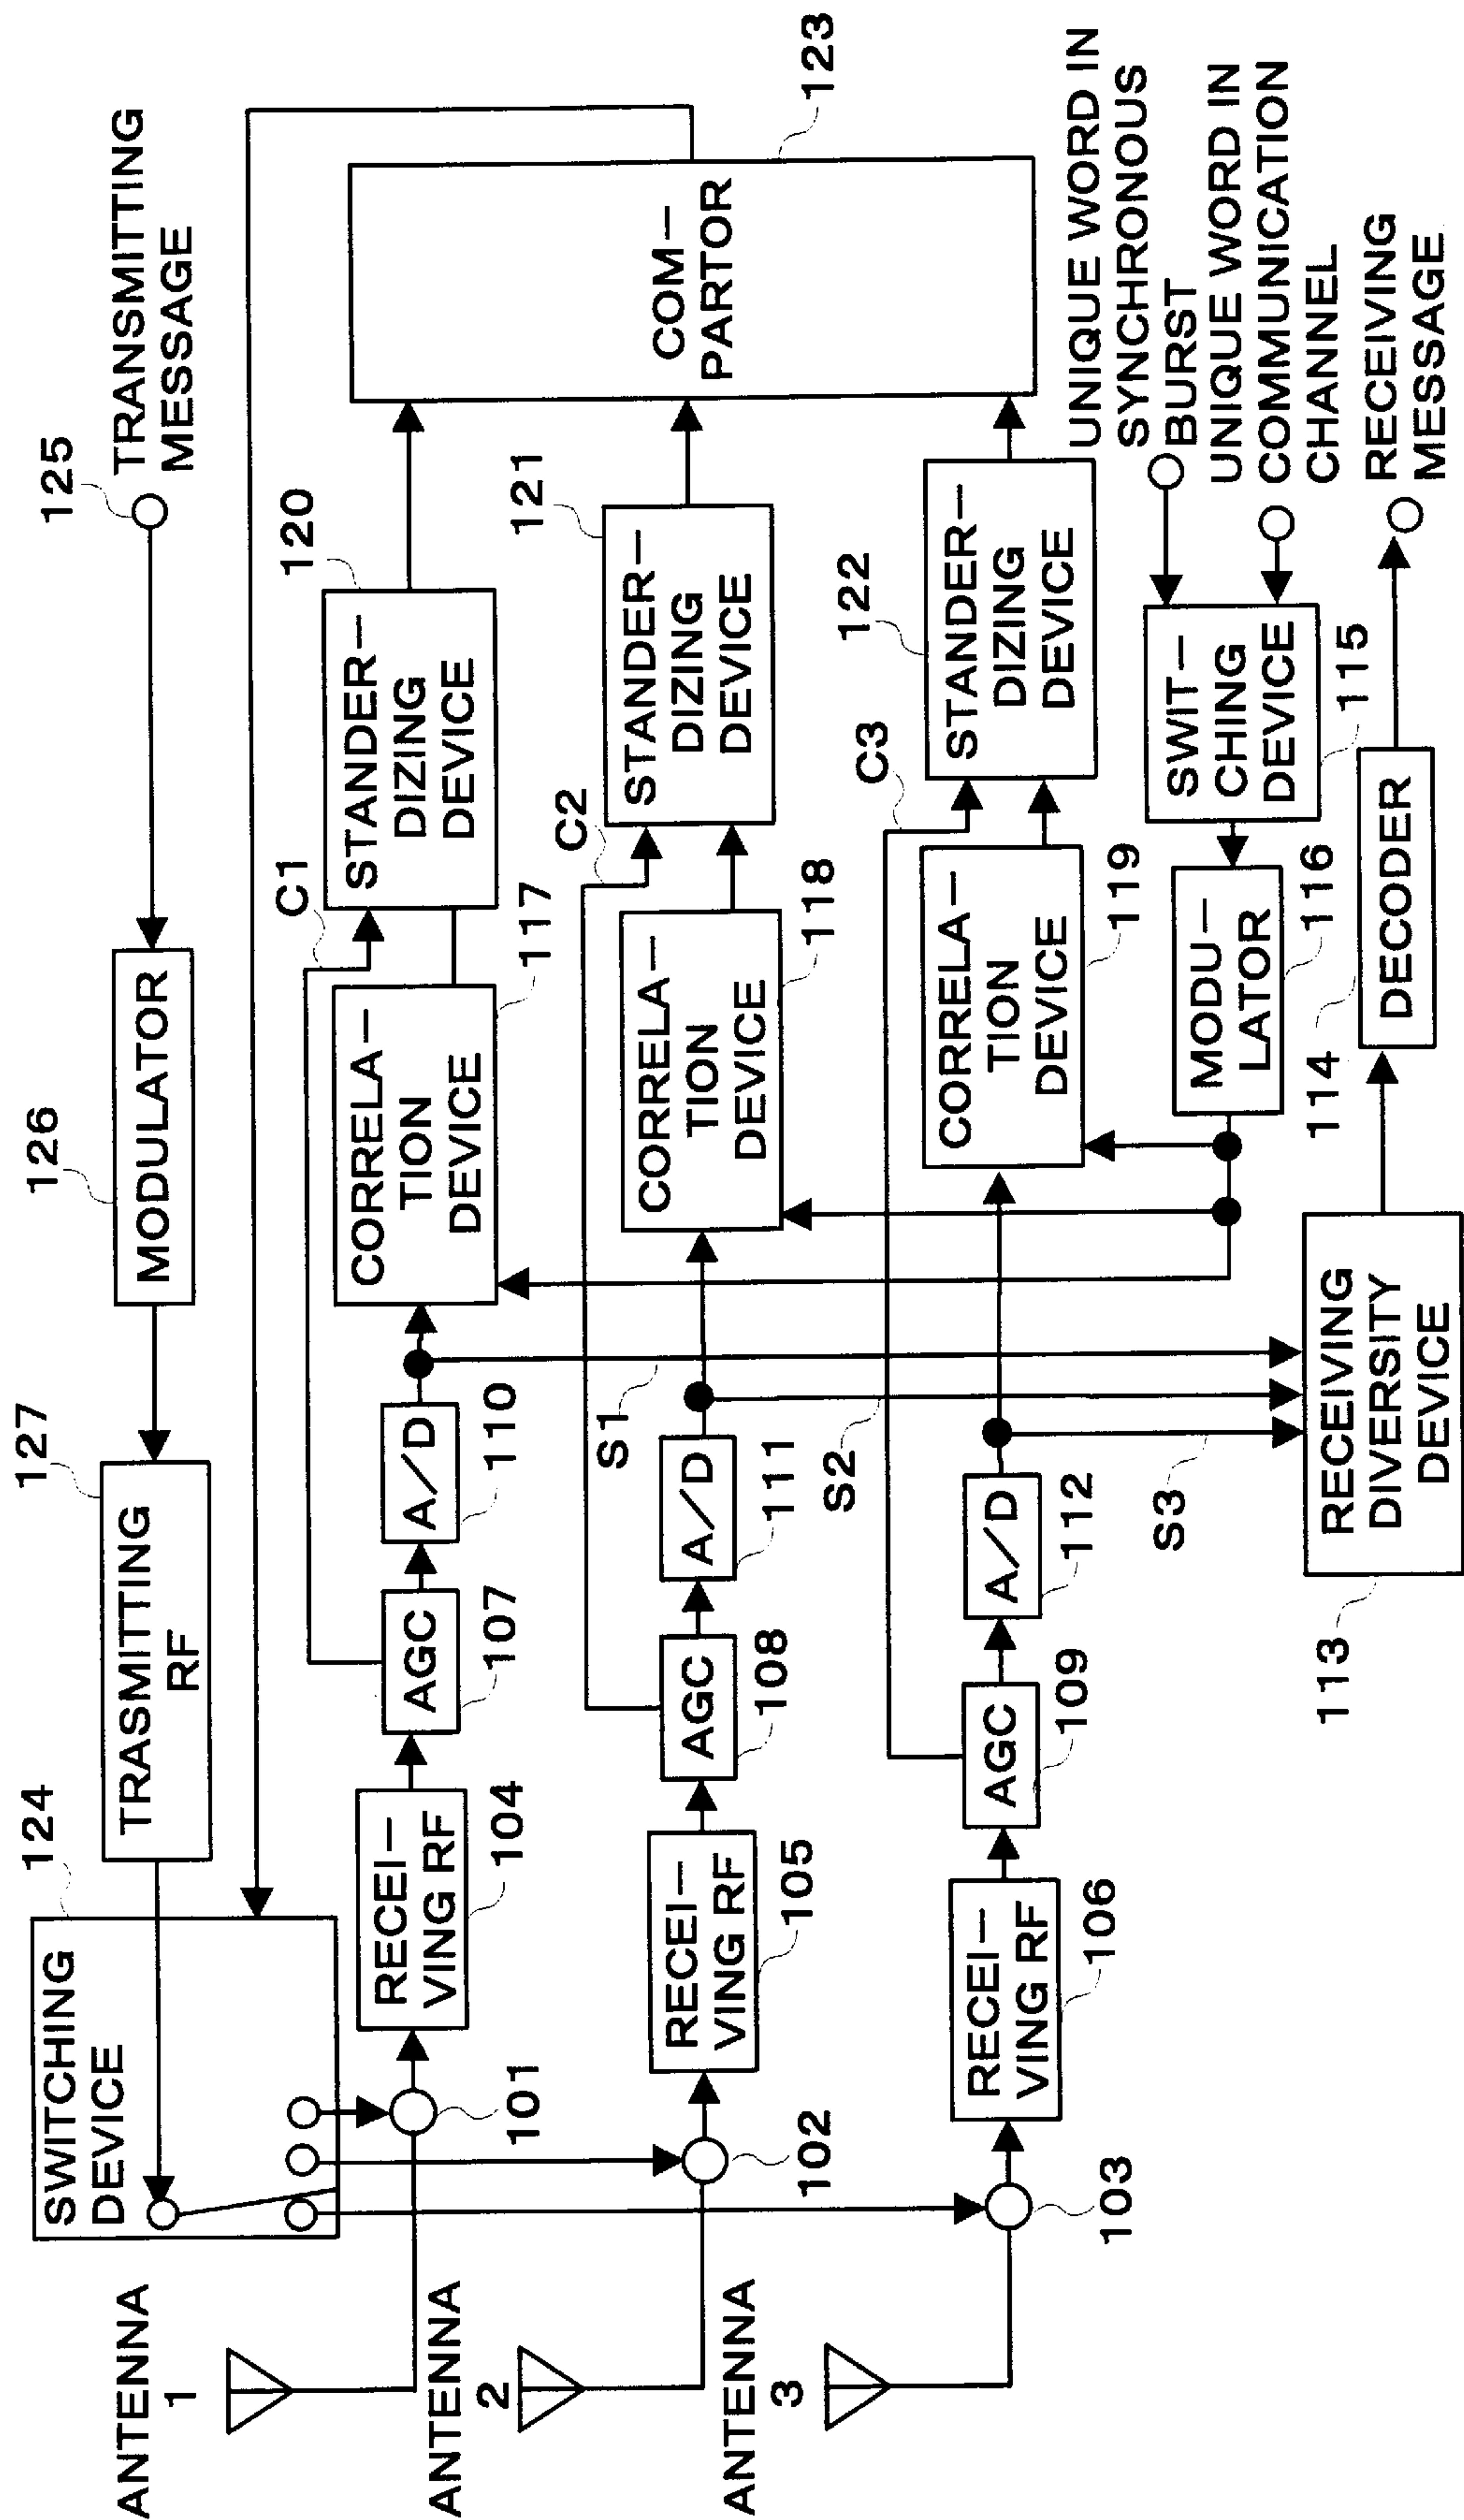 SWITCHING
DEVICE
124
TRASMITTING
RF
127
MODULATOR
126
125
TRANSMITTING
MESSAGE
ANTENNA
1
101
RECEI—
VING RF
104
AGC
107
A/D
110
CORRELA—
TION
DEVICE
117
C1
STANDER—
DIZING
DEVICE
120
ANTENNA
2
102
RECEI—
VING RF
105
AGC
108
A/D
111
S1
CORRELA—
TION
DEVICE
118
C2
STANDER—
DIZING
DEVICE
121
COM—
PARTOR
123
ANTENNA
3
103
RECEI—
VING RF
106
AGC
109
A/D
112
S2
S3
CORRELA—
TION
DEVICE
119
C3
STANDER—
DIZING
DEVICE
122
UNIQUE WORD IN
SYNCHRONOUS
BURST
UNIQUE WORD IN
COMMUNICATION
CHANNEL
SWIT—
CHING
DEVICE
115
MODU—
LATOR
116
RECEIVING
DIVERSITY
DEVICE
113
DECODER
114
RECEIVING
MESSAGE